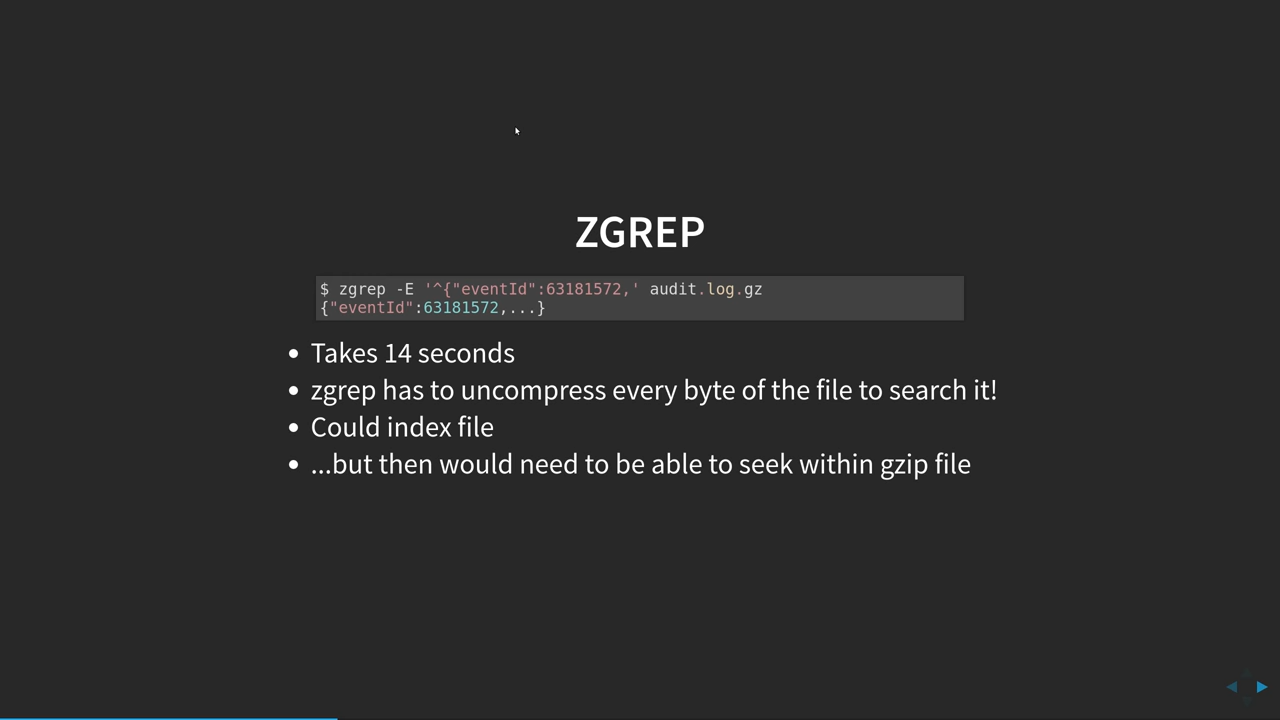 ZGREP
$ zgrep -E '^{"eventId":63181572,' audit.log.gz
{"eventId":63181572,...}
• Takes 14 seconds
• zgrep has to uncompress every byte of the file to search it!
• Could index file
• ...but then would need to be able to seek within gzip file